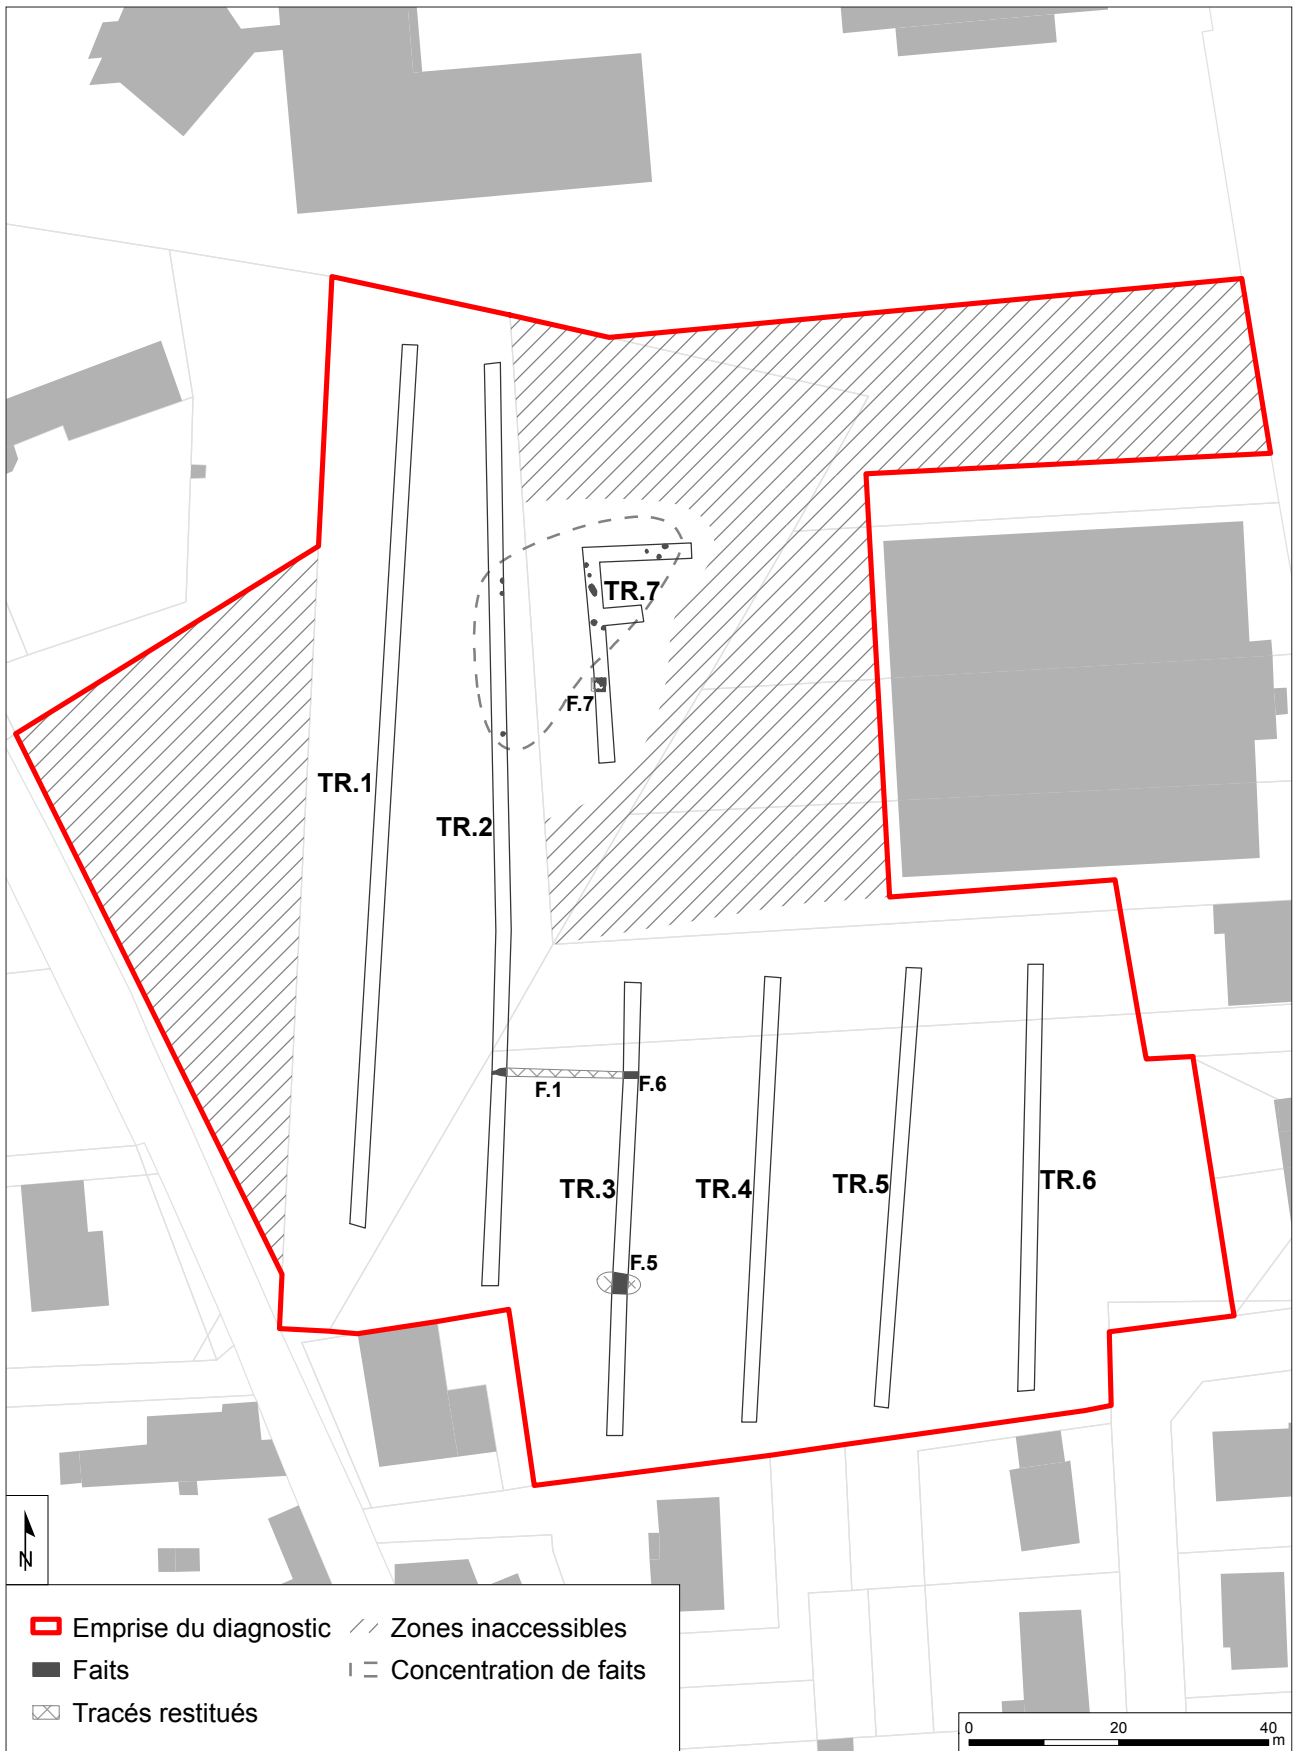 TR.7
F.7
TR.1
TR.2
F.1
F.6
TR.3
TR.4
TR.5
TR.6
F.5
N
Emprise du diagnostic
Zones inaccessibles
Faits
Concentration de faits
Tracés restitués
0 20 40
m